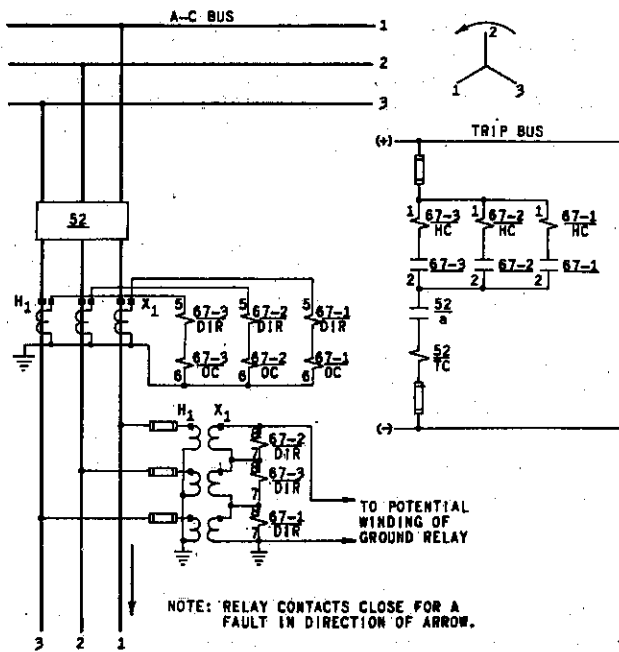 A-C BUS
1
2
3
2
1 3
TRIP BUS
(+)
1 67-3 HC
1 67-2 HC
1 67-1 HC
2 67-3
2 67-2
2 67-1
52
a
52
TC
(-)
52
H1 X1
5 67-3 DIR
5 67-2 DIR
5 67-1 DIR
6 67-3 OC
6 67-2 OC
6 67-1 OC
H1 X1
67-2 DIR
7
67-3 DIR
7
67-1 DIR
7
TO POTENTIAL
WINDING OF
GROUND RELAY
NOTE: RELAY CONTACTS CLOSE FOR A
FAULT IN DIRECTION OF ARROW.
3 2 1